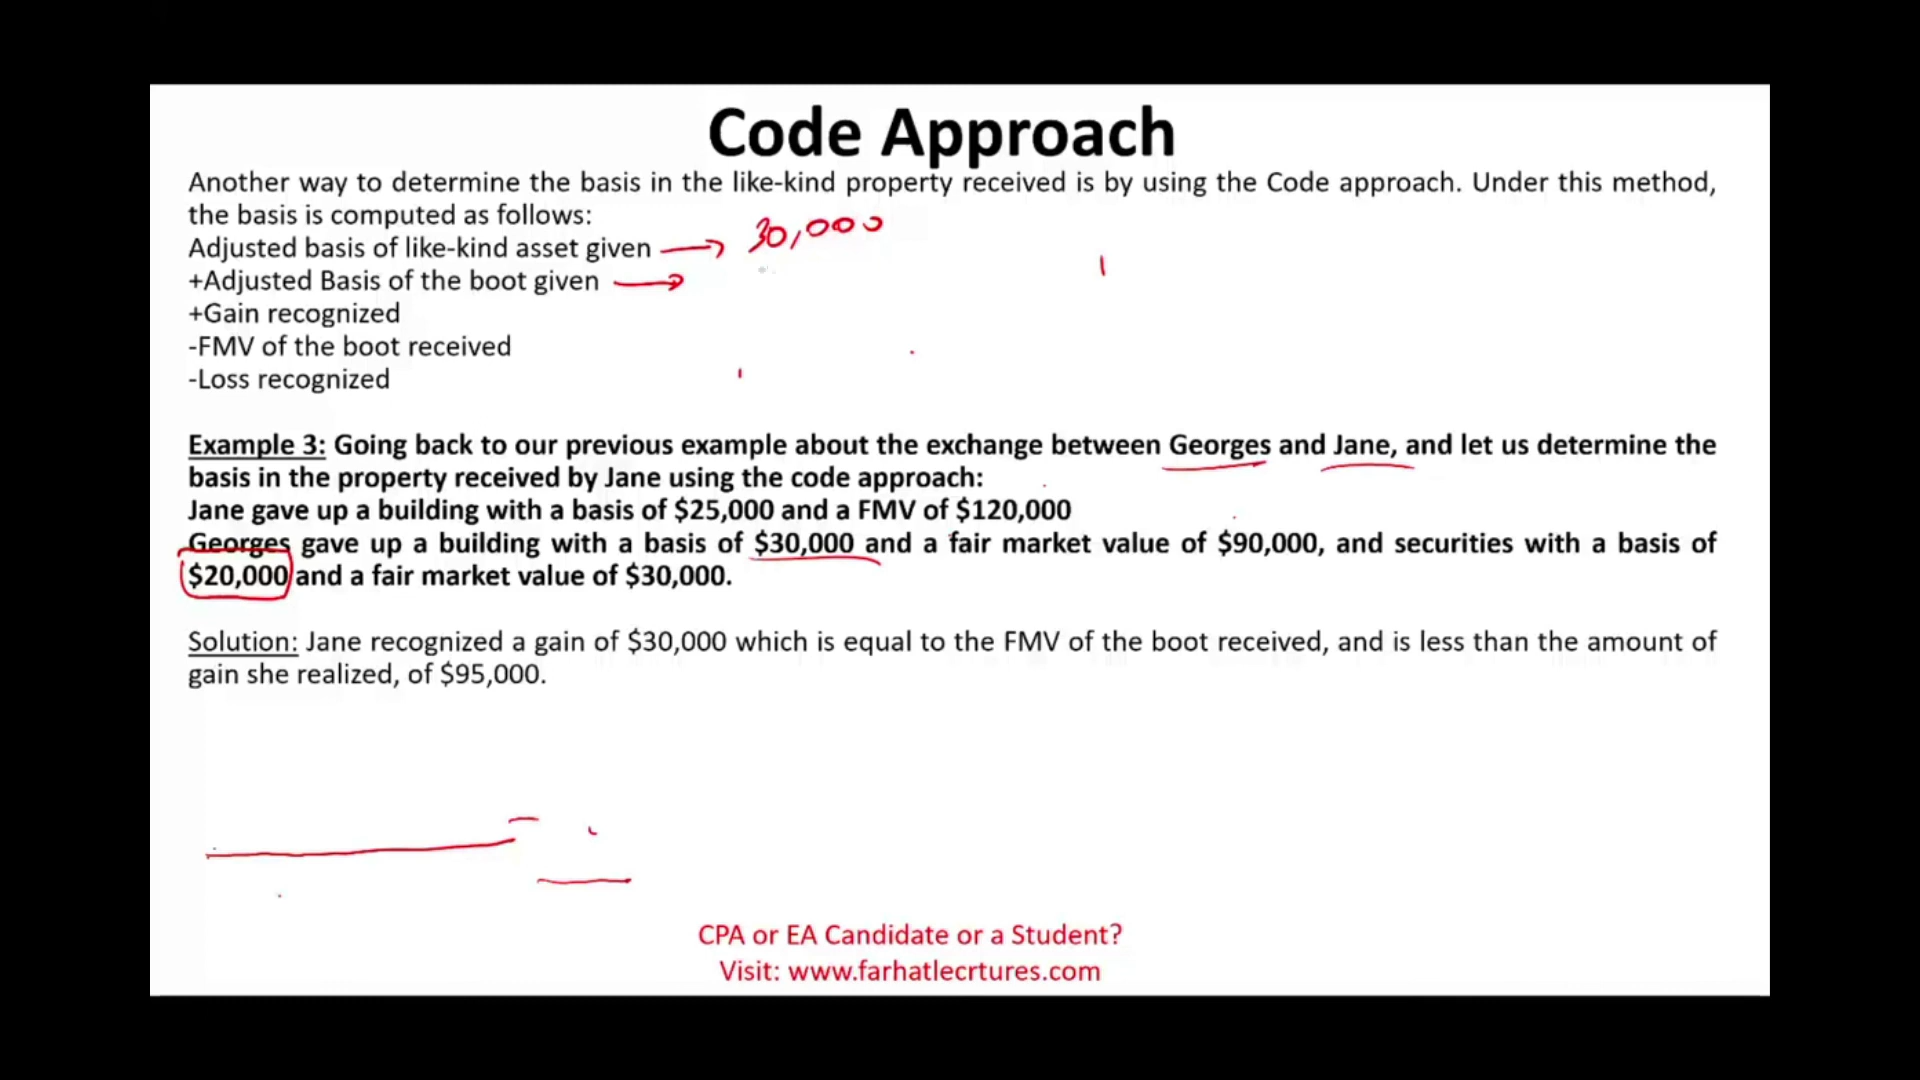 Code Approach
Another way to determine the basis in the like-kind property received is by using the Code approach. Under this method,
the basis is computed as follows:
Adjusted basis of like-kind asset given → 30,000
+Adjusted Basis of the boot given →
+Gain recognized
-FMV of the boot received
-Loss recognized
Example 3: Going back to our previous example about the exchange between Georges and Jane, and let us determine the
basis in the property received by Jane using the code approach:
Jane gave up a building with a basis of $25,000 and a FMV of $120,000
Georges gave up a building with a basis of $30,000 and a fair market value of $90,000, and securities with a basis of
$20,000 and a fair market value of $30,000.
Solution: Jane recognized a gain of $30,000 which is equal to the FMV of the boot received, and is less than the amount of
gain she realized, of $95,000.
CPA or EA Candidate or a Student?
Visit: www.farhatlecrtures.com